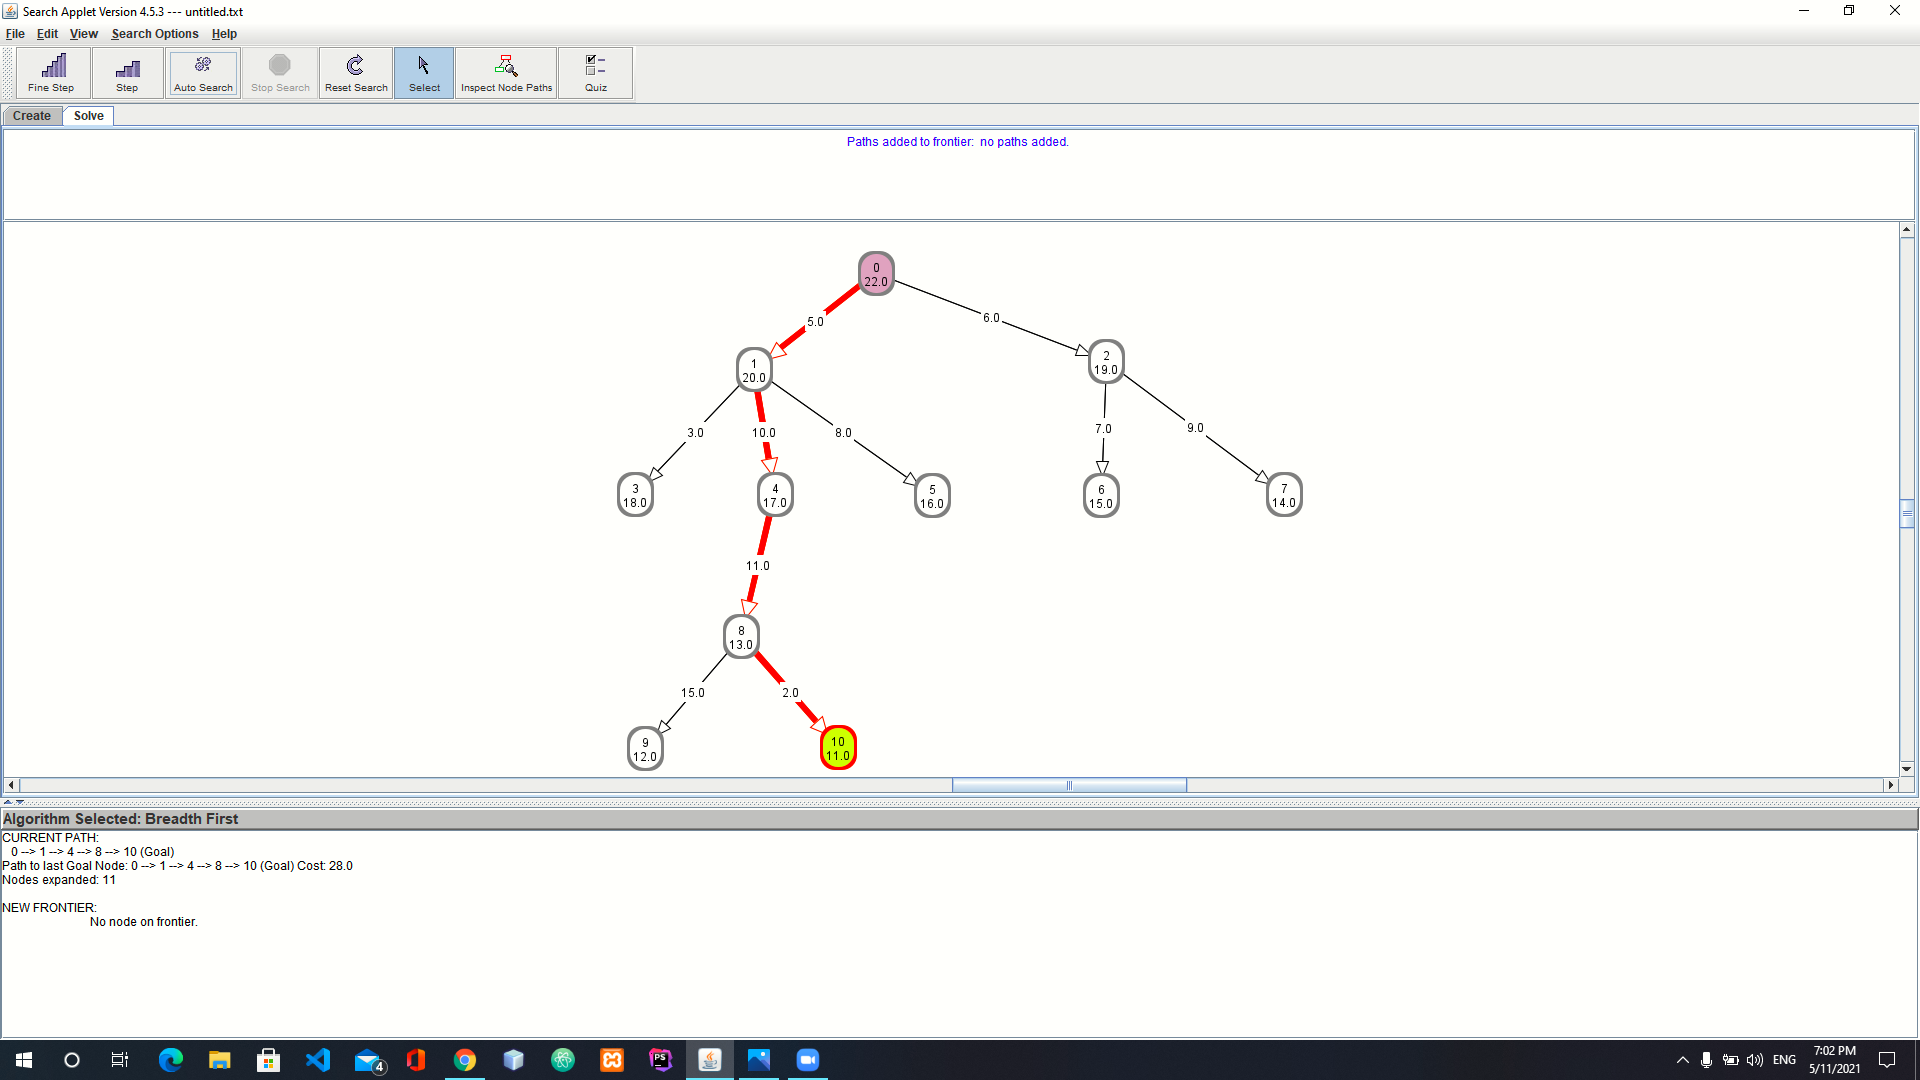 Search Applet Version 4.5.3 --- untitled.txt
File Edit View Search Options Help
Fine Step Step Auto Search Stop Search Reset Search Select Inspect Node Paths Quiz
Create Solve
Paths added to frontier: no paths added.
0
22.0
5.0
6.0
1
20.0
2
19.0
3.0
10.0
8.0
7.0
9.0
3
18.0
4
17.0
5
16.0
6
15.0
7
14.0
11.0
8
13.0
15.0
2.0
9
12.0
10
11.0
Algorithm Selected: Breadth First
CURRENT PATH:
0 --> 1 --> 4 --> 8 --> 10 (Goal)
Path to last Goal Node: 0 --> 1 --> 4 --> 8 --> 10 (Goal) Cost: 28.0
Nodes expanded: 11
NEW FRONTIER:
No node on frontier.
4
PS
ENG
7:02 PM
5/11/2021